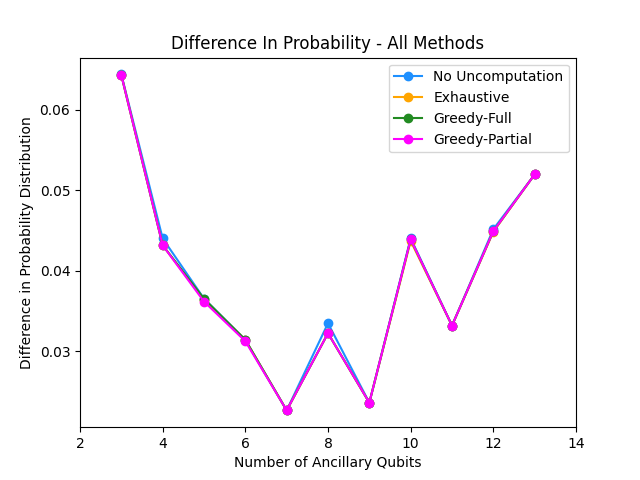 Difference In Probability - All Methods
No Uncomputation
Exhaustive
Greedy-Full
Greedy-Partial
Difference in Probability Distribution
0.06
0.05
0.04
0.03
2
4
6
8
10
12
14
Number of Ancillary Qubits